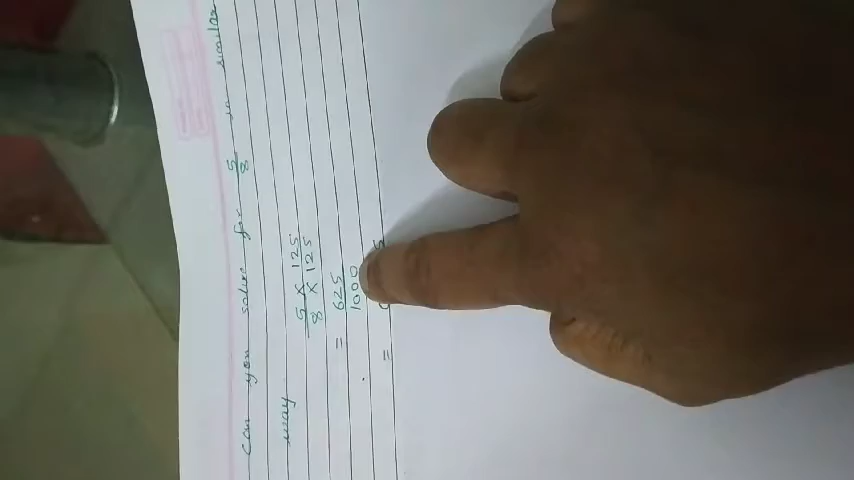 can you solve for 5/8 in similar
way.
5 × 125
8 × 125
= 625
1000
=